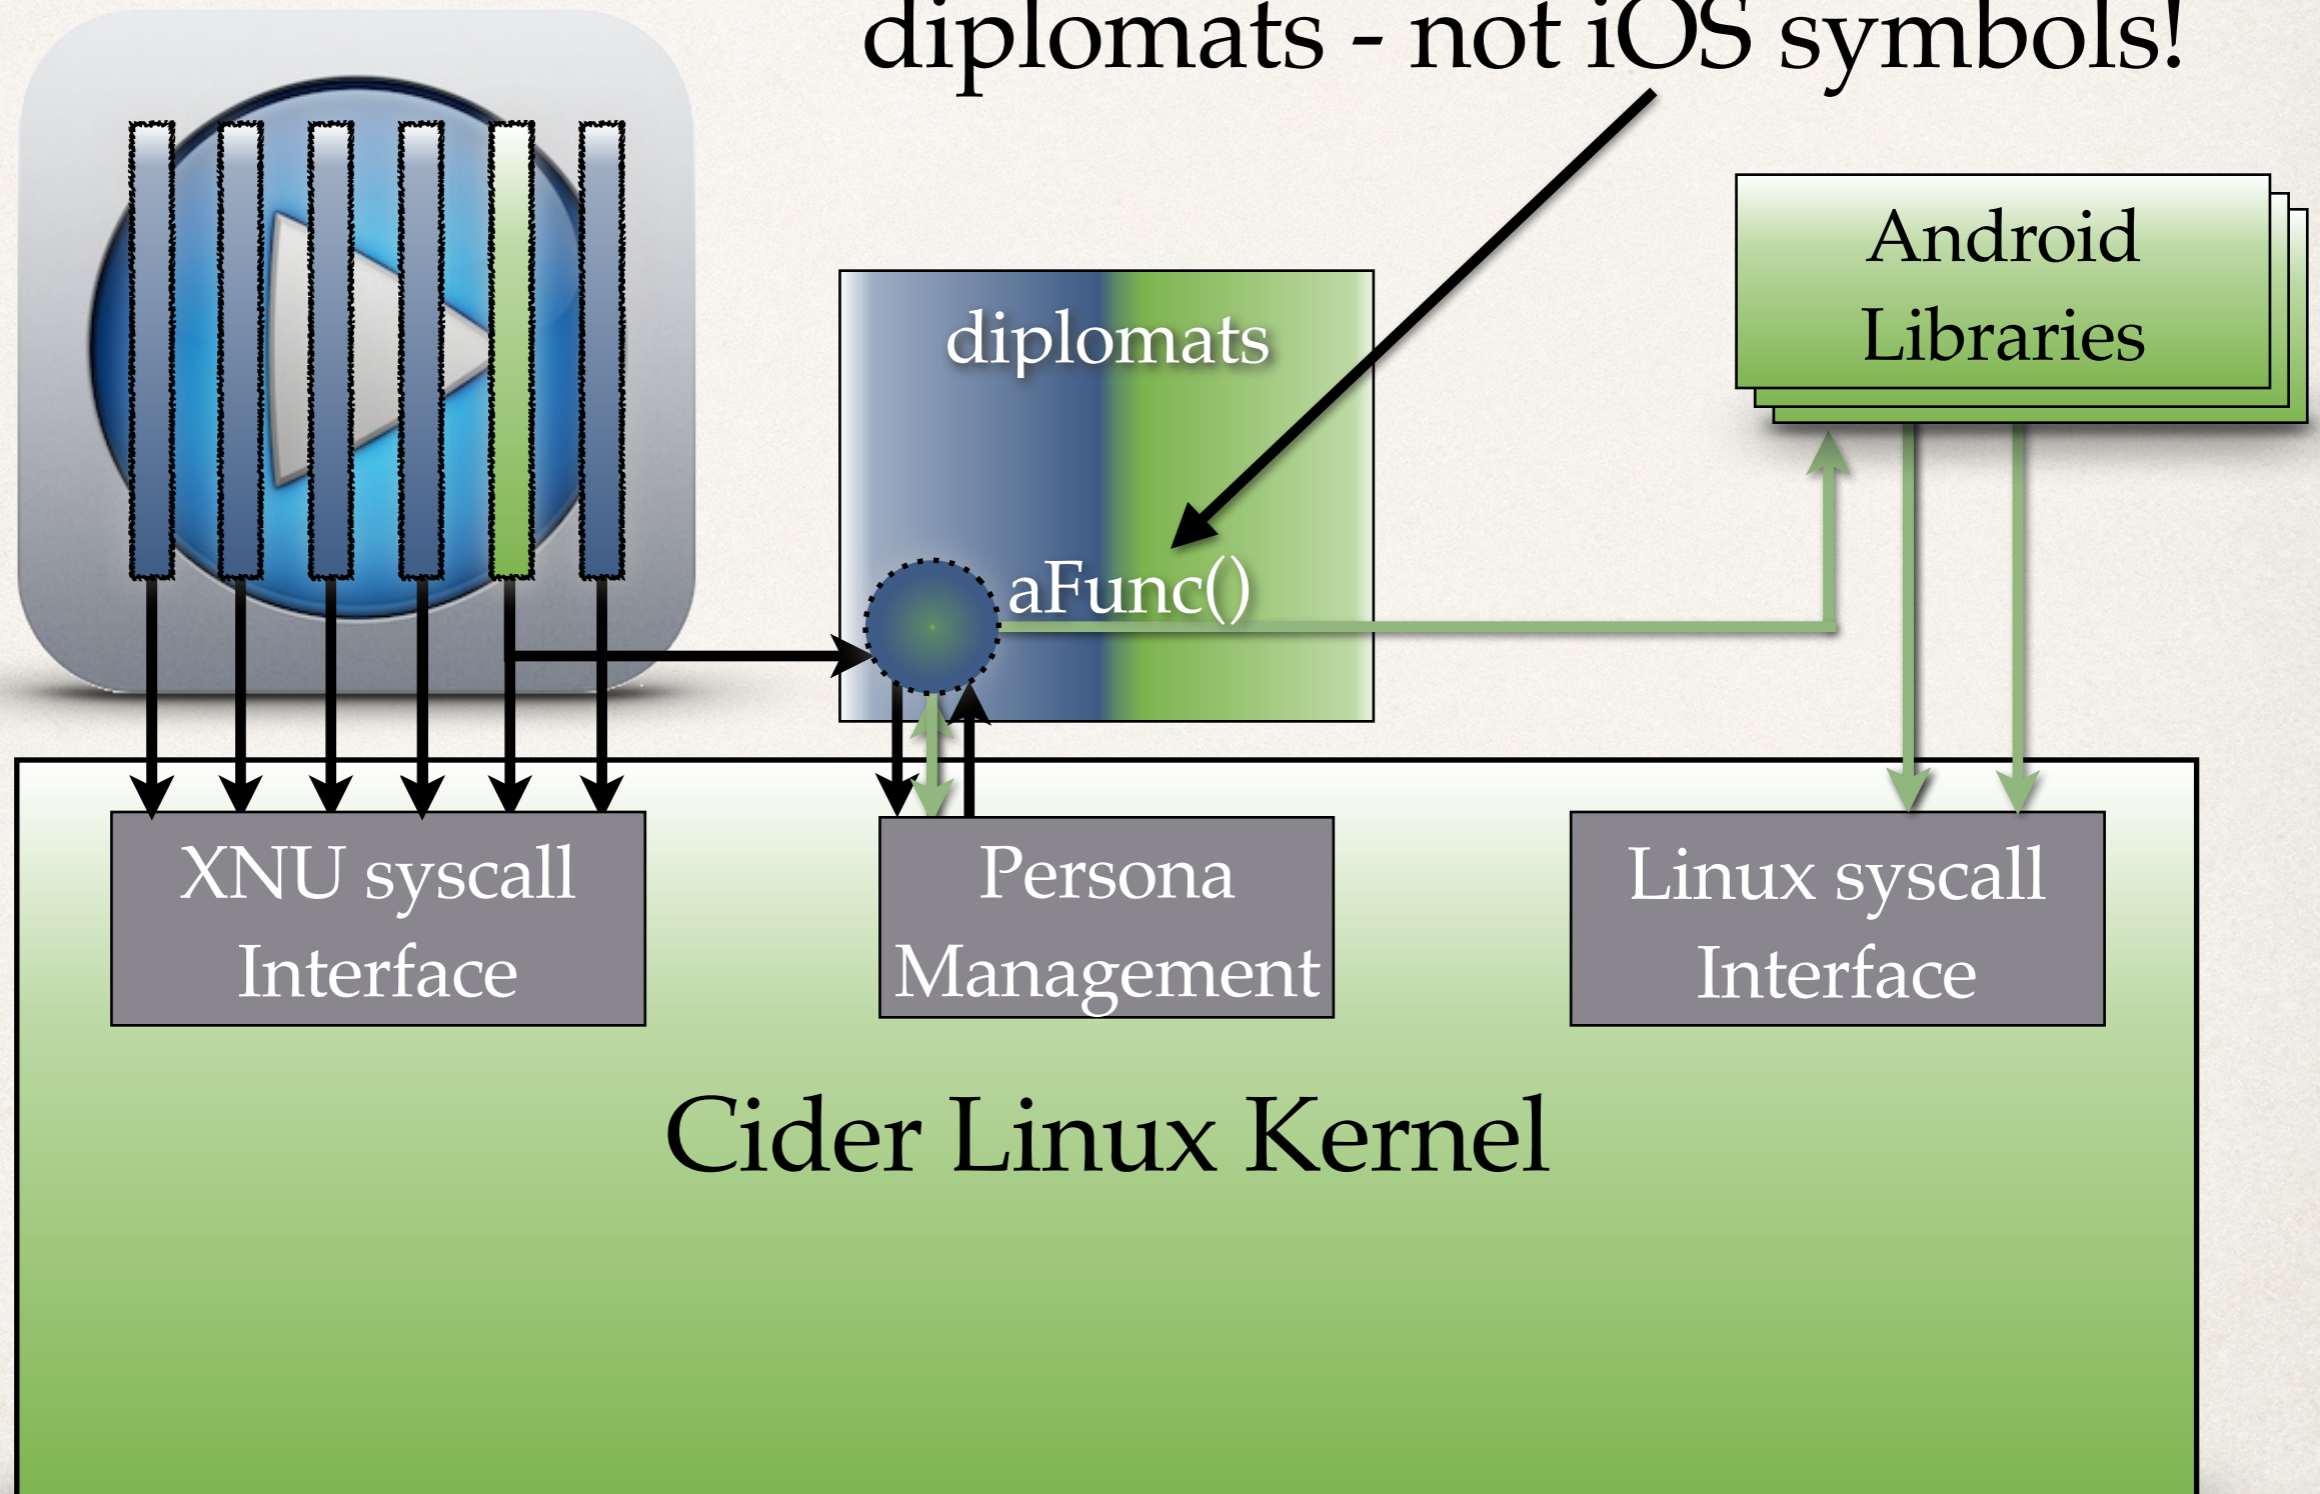 diplomats - not iOS symbols!
Android
Libraries
diplomats
aFunc()
XNU syscall
Interface
Persona
Management
Linux syscall
Interface
Cider Linux Kernel